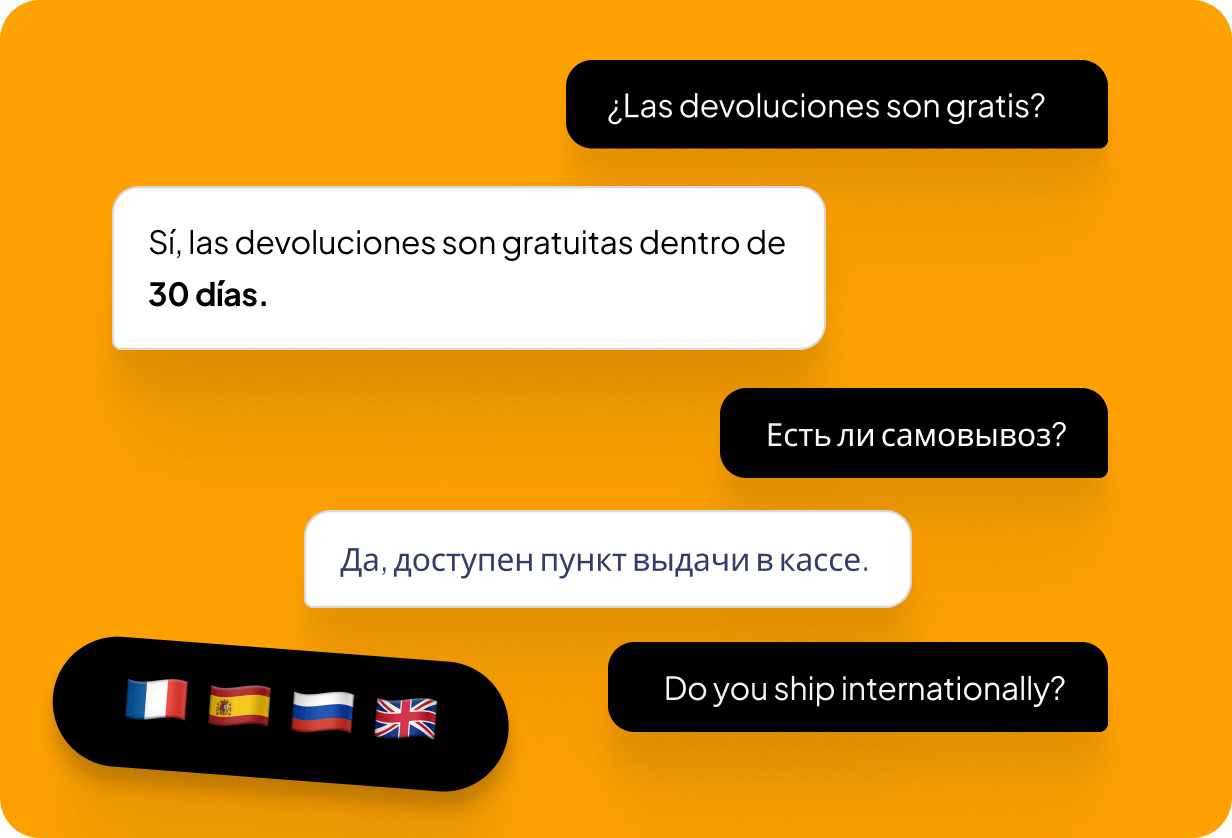 ¿Las devoluciones son gratis?
Sí, las devoluciones son gratuitas dentro de
30 días.
Есть ли самовывоз?
Да, доступен пункт выдачи в кассе.
Do you ship internationally?